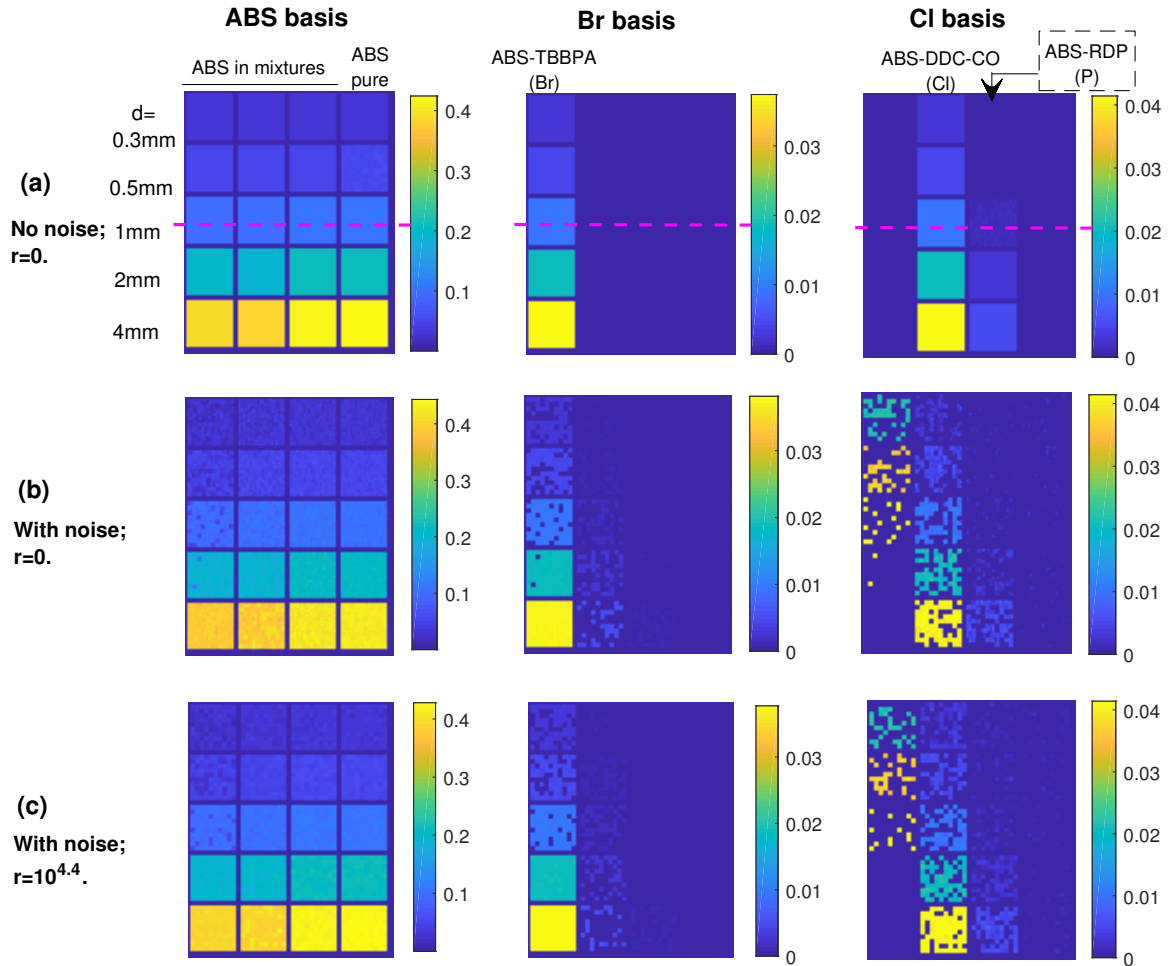 ABS basis
Br basis
Cl basis
ABS in mixtures
ABS
pure
ABS-TBBPA
(Br)
ABS-DDC-CO
(Cl)
ABS-RDP
(P)
(a)
No noise;
r=0.
d=
0.3mm
0.5mm
1mm
2mm
4mm
0.4
0.3
0.2
0.1
0.03
0.02
0.01
0
0.04
0.03
0.02
0.01
0
(b)
With noise;
r=0.
0.4
0.3
0.2
0.1
0.03
0.02
0.01
0
0.04
0.03
0.02
0.01
0
(c)
With noise;
r=10^4.4.
0.4
0.3
0.2
0.1
0.03
0.02
0.01
0
0.04
0.03
0.02
0.01
0